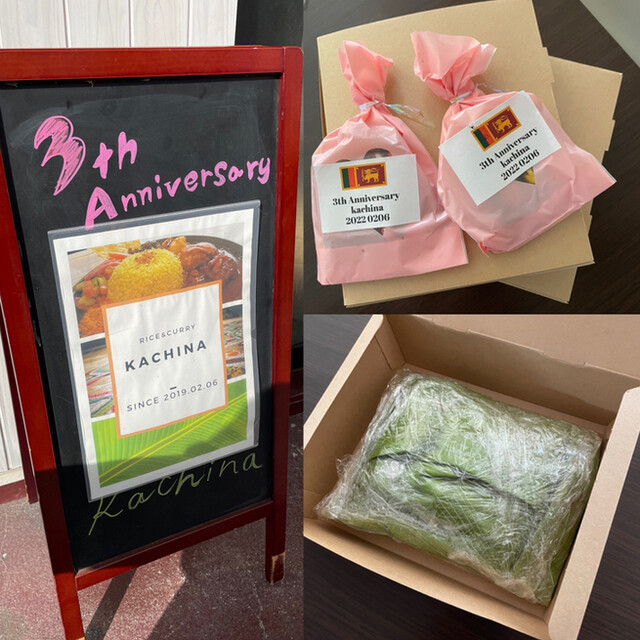 3th
Anniversary
RICE&CURRY
KACHINA
SINCE 2019.02.06
Kachina
3th Anniversary
kachina
2022 0206
3th Anniversary
kachina
2022 0206